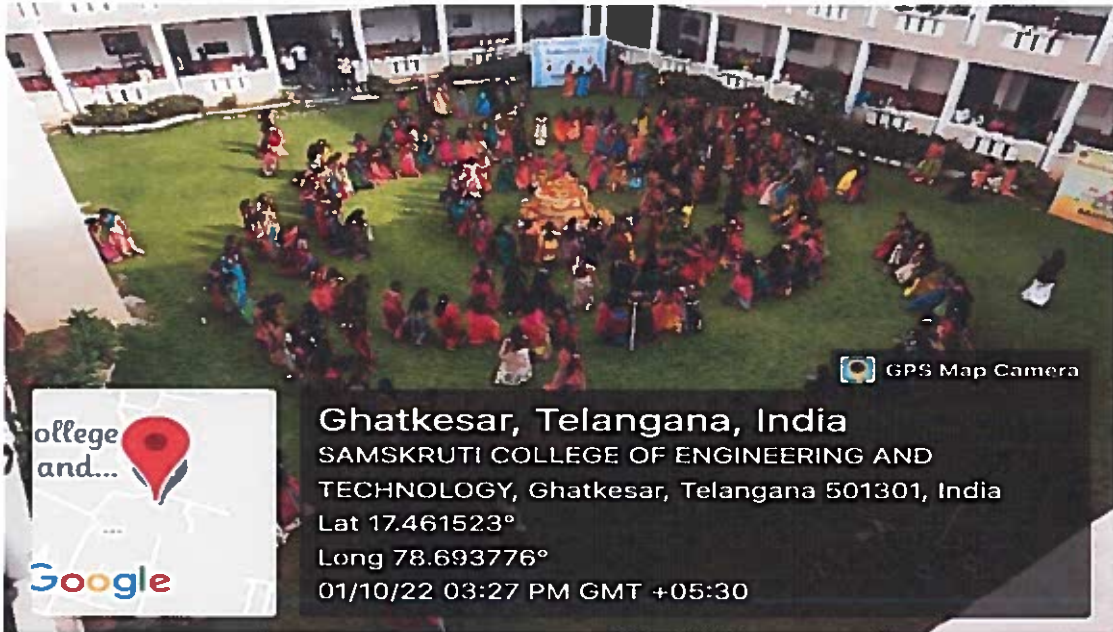 GPS Map Camera
ollege
and...
Google
Ghatkesar, Telangana, India
SAMSKRUTI COLLEGE OF ENGINEERING AND
TECHNOLOGY, Ghatkesar, Telangana 501301, India
Lat 17.461523°
Long 78.693776°
01/10/22 03:27 PM GMT +05:30